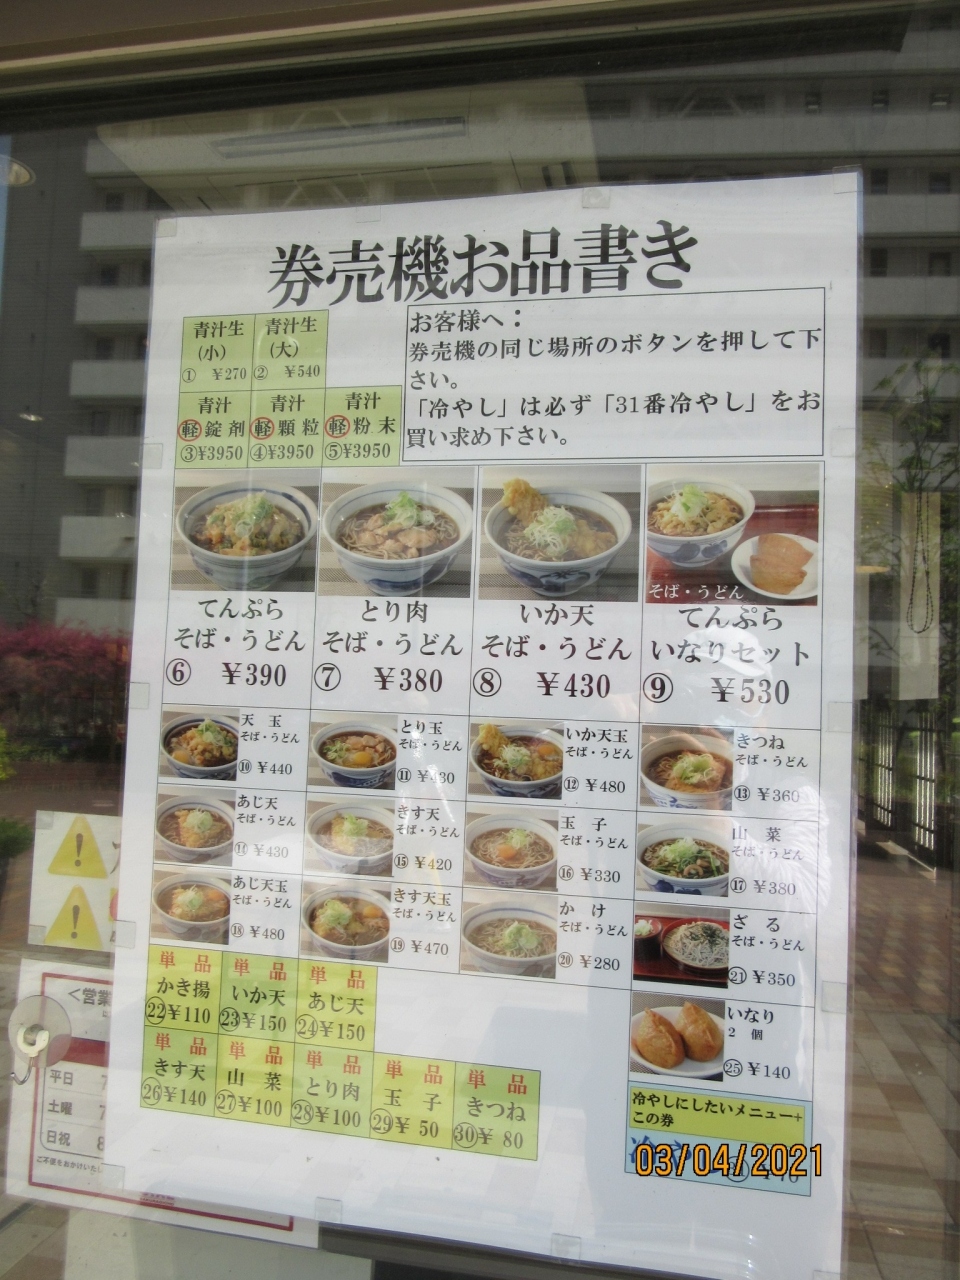 券売機お品書き
お客様へ：
券売機の同じ場所のボタンを押して下
さい。
「冷やし」は必ず「31番冷やし」をお
買い求め下さい。
青汁生
(小)
① ￥270
青汁生
(大)
② ￥540
青汁
軽 錠剤
③¥3950
青汁
軽 顆粒
④¥3950
青汁
軽 粉末
⑤¥3950
てんぷら
そば・うどん
⑥ ￥390
とり肉
そば・うどん
⑦ ￥380
いか天
そば・うどん
⑧ ￥430
そば・うどん
てんぷら
いなりセット
⑨ ￥530
天 玉
そば・うどん
⑩ ￥440
とり玉
そば・うどん
⑪ ￥430
いか天玉
そば・うどん
⑫ ￥480
きつね
そば・うどん
⑬ ￥360
あじ天
そば・うどん
⑭ ￥430
きす天
そば・うどん
⑮ ￥420
玉 子
そば・うどん
⑯ ￥330
山 菜
そば・うどん
⑰ ￥380
あじ天玉
そば・うどん
⑱ ￥480
きす天玉
そば・うどん
⑲ ￥470
か け
そば・うどん
⑳ ￥280
ざ る
そば・うどん
㉑ ￥350
単 品
かき揚
㉒￥110
単 品
いか天
㉓￥150
単 品
あじ天
㉔￥150
いなり
2 個
㉕ ￥140
単 品
きす天
㉖￥140
単 品
山 菜
㉗￥100
単 品
とり肉
㉘￥100
単 品
玉 子
㉙￥ 50
単 品
きつね
㉚￥ 80
冷やしにしたいメニュー+
この券
<営業
平日 7
土曜 7
日祝 8
ご不便をおかけいたし
03/04/2021